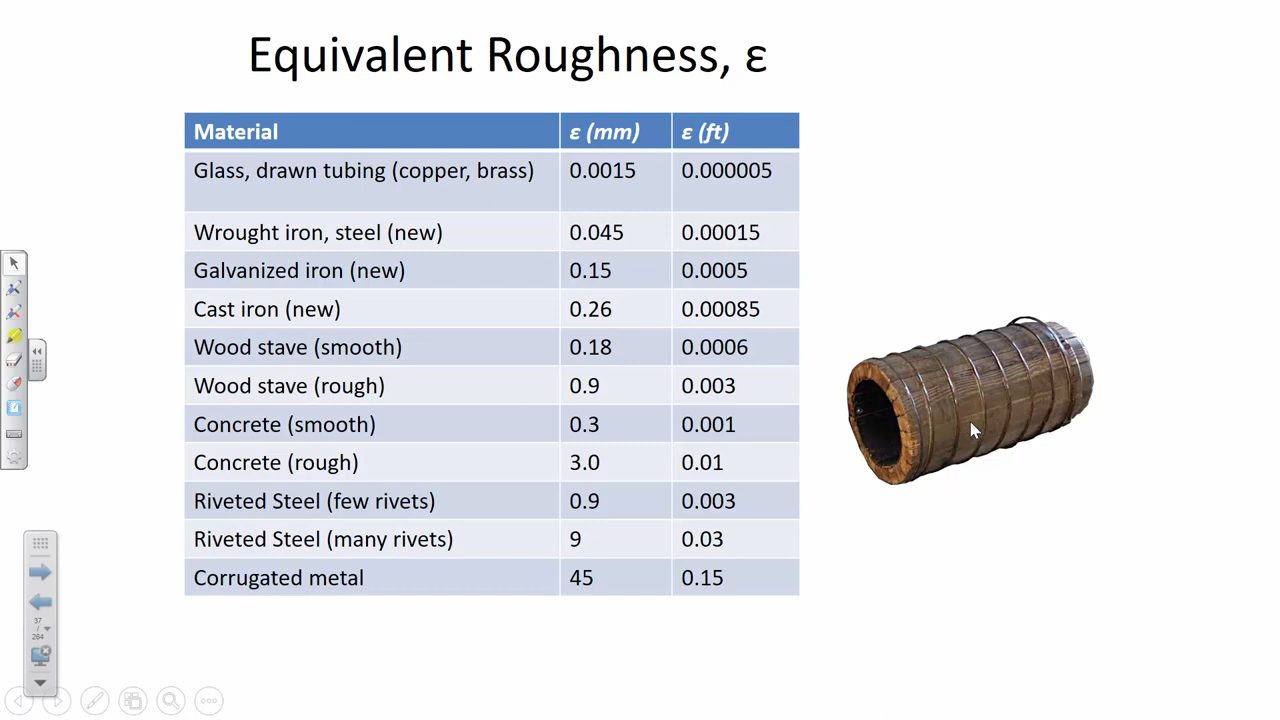 Equivalent Roughness, ε
Material ε (mm) ε (ft)
Glass, drawn tubing (copper, brass) 0.0015 0.000005
Wrought iron, steel (new) 0.045 0.00015
Galvanized iron (new) 0.15 0.0005
Cast iron (new) 0.26 0.00085
Wood stave (smooth) 0.18 0.0006
Wood stave (rough) 0.9 0.003
Concrete (smooth) 0.3 0.001
Concrete (rough) 3.0 0.01
Riveted Steel (few rivets) 0.9 0.003
Riveted Steel (many rivets) 9 0.03
Corrugated metal 45 0.15
37
/
264